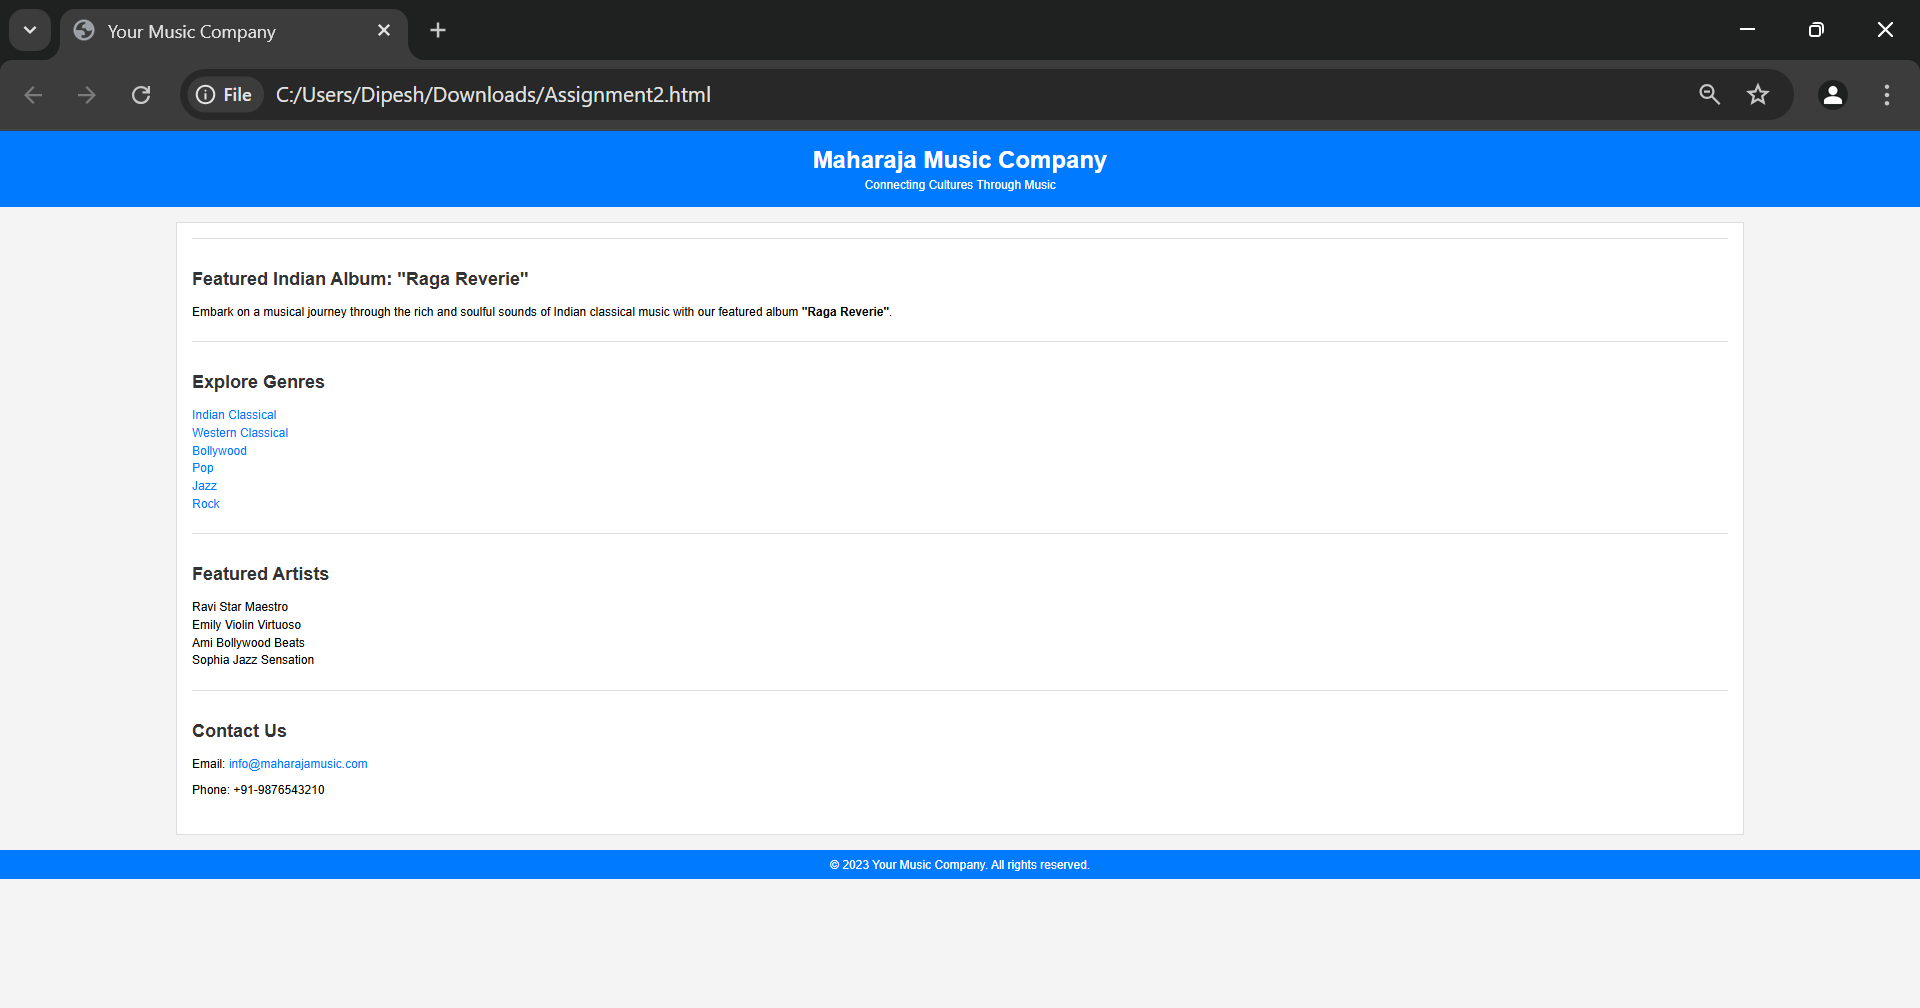 Your Music Company
File
C:/Users/Dipesh/Downloads/Assignment2.html
Maharaja Music Company
Connecting Cultures Through Music
Featured Indian Album: "Raga Reverie"
Embark on a musical journey through the rich and soulful sounds of Indian classical music with our featured album "Raga Reverie".
Explore Genres
Indian Classical
Western Classical
Bollywood
Pop
Jazz
Rock
Featured Artists
Ravi Star Maestro
Emily Violin Virtuoso
Ami Bollywood Beats
Sophia Jazz Sensation
Contact Us
Email: info@maharajamusic.com
Phone: +91-9876543210
© 2023 Your Music Company. All rights reserved.